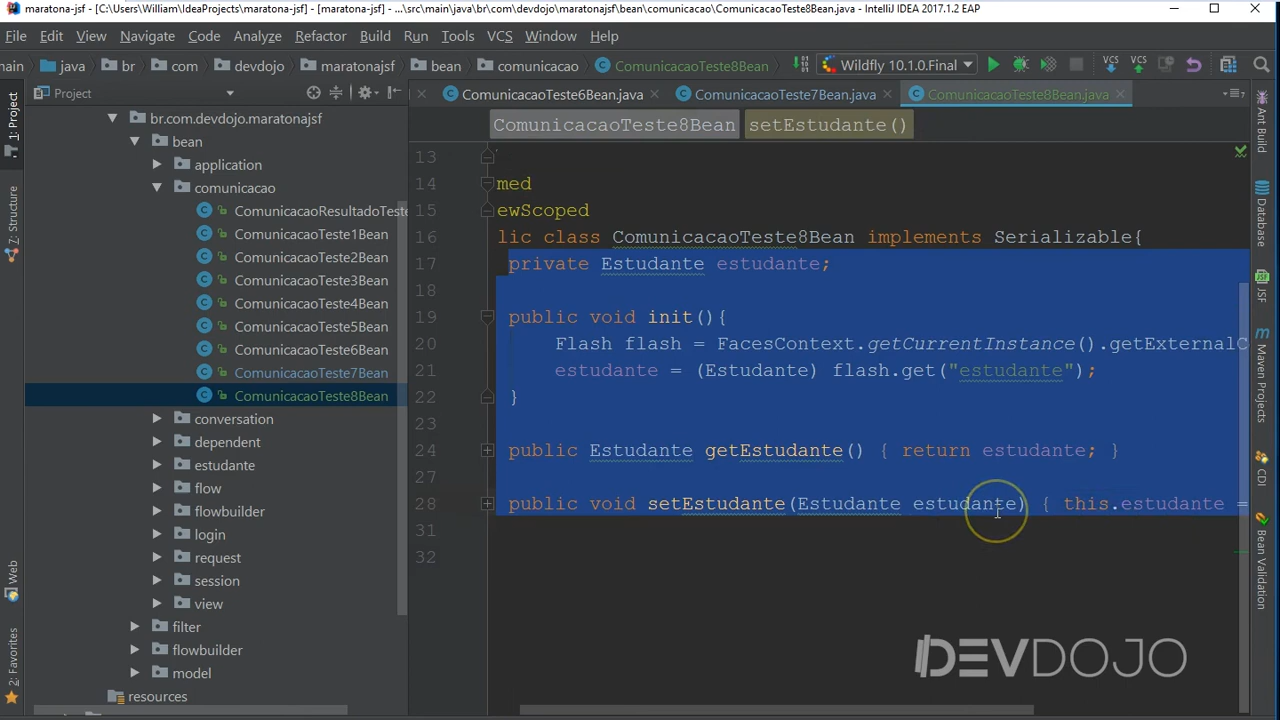 maratona-jsf - [C:\Users\William\IdeaProjects\maratona-jsf] - [maratona-jsf] - ...\src\main\java\br\com\devdojo\maratonajsf\bean\comunicacao\ComunicacaoTeste8Bean.java - IntelliJ IDEA 2017.1.2 EAP
File Edit View Navigate Code Analyze Refactor Build Run Tools VCS Window Help
main java br com devdojo maratonajsf bean comunicacao ComunicacaoTeste8Bean Wildfly 10.1.0.Final VCS VCS
Project
ComunicacaoTeste6Bean.java ComunicacaoTeste7Bean.java ComunicacaoTeste8Bean.java
ComunicacaoTeste8Bean setEstudante()
1: Project
7: Structure
Web
2: Favorites
br.com.devdojo.maratonajsf
bean
application
comunicacao
ComunicacaoResultadoTeste
ComunicacaoTeste1Bean
ComunicacaoTeste2Bean
ComunicacaoTeste3Bean
ComunicacaoTeste4Bean
ComunicacaoTeste5Bean
ComunicacaoTeste6Bean
ComunicacaoTeste7Bean
ComunicacaoTeste8Bean
conversation
dependent
estudante
flow
flowbuilder
login
request
session
view
filter
flowbuilder
model
resources
13
14 med
15 ewScoped
16 lic class ComunicacaoTeste8Bean implements Serializable{
17 private Estudante estudante;
18
19 public void init(){
20 Flash flash = FacesContext.getCurrentInstance().getExternalC
21 estudante = (Estudante) flash.get("estudante");
22 }
23
24 public Estudante getEstudante() { return estudante; }
27
28 public void setEstudante(Estudante estudante) { this.estudante =
31
32
Ant Build
Database
JSF
Maven Projects
CDI
Bean Validation
DEVDOJO